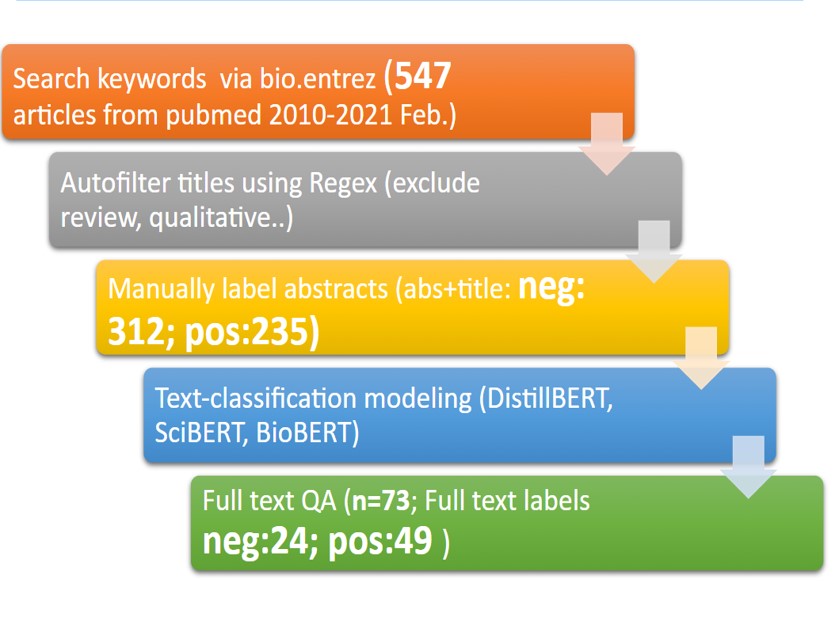 Search keywords via bio.entrez (547
articles from pubmed 2010-2021 Feb.)
Autofilter titles using Regex (exclude
review, qualitative..)
Manually label abstracts (abs+title: neg:
312; pos:235)
Text-classification modeling (DistillBERT,
SciBERT, BioBERT)
Full text QA (n=73; Full text labels
neg:24; pos:49 )